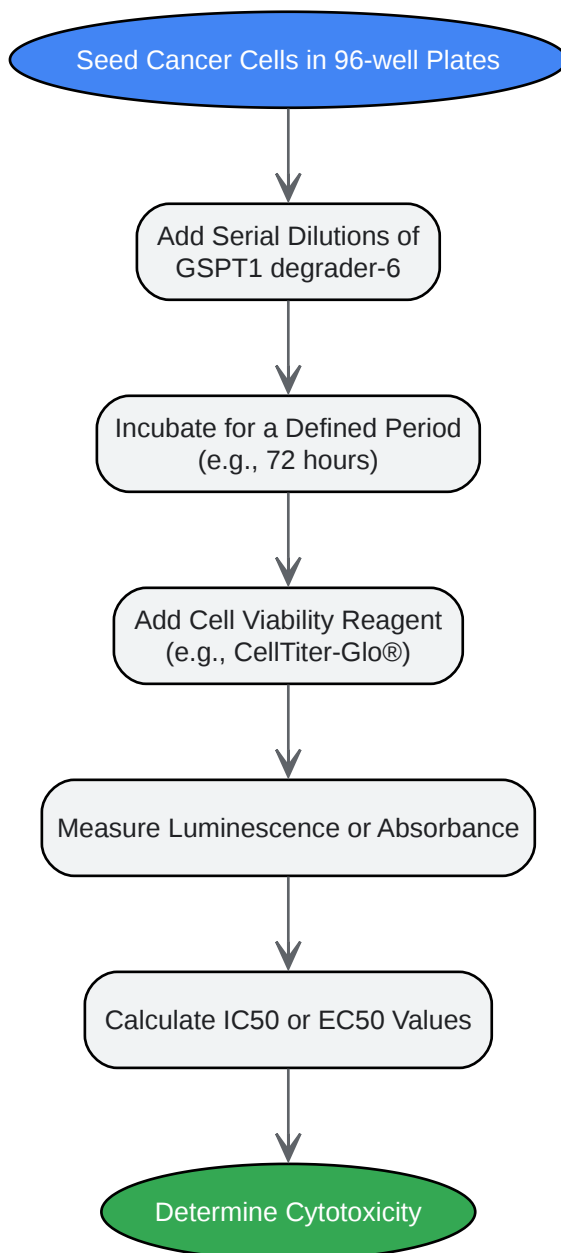 Seed Cancer Cells in 96-well Plates
Add Serial Dilutions of
GSPT1 degrader-6
Incubate for a Defined Period
(e.g., 72 hours)
Add Cell Viability Reagent
(e.g., CellTiter-Glo®)
Measure Luminescence or Absorbance
Calculate IC50 or EC50 Values
Determine Cytotoxicity